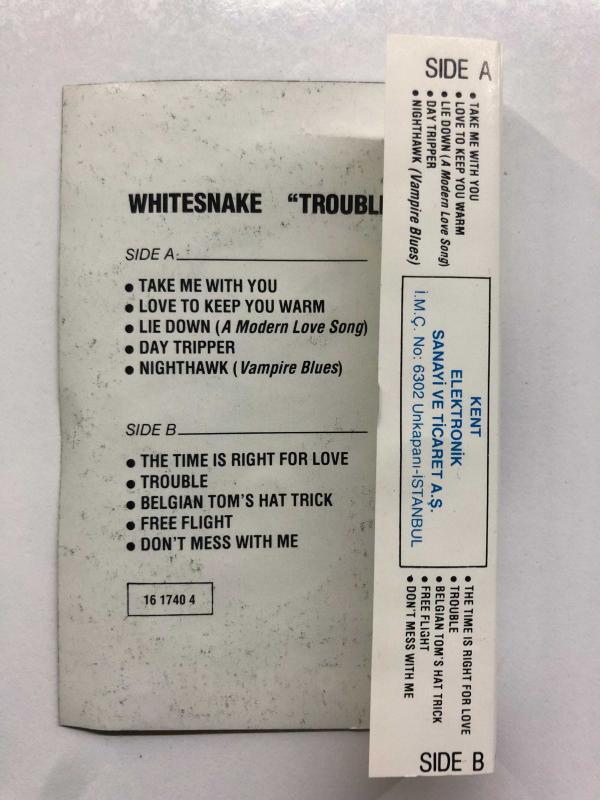 WHITESNAKE "TROUBL
SIDE A:
• TAKE ME WITH YOU
• LOVE TO KEEP YOU WARM
• LIE DOWN (A Modern Love Song)
• DAY TRIPPER
• NIGHTHAWK (Vampire Blues)
SIDE B
• THE TIME IS RIGHT FOR LOVE
• TROUBLE
• BELGIAN TOM'S HAT TRICK
• FREE FLIGHT
• DON'T MESS WITH ME
16 1740 4
SIDE A
• TAKE ME WITH YOU
• LOVE TO KEEP YOU WARM
• LIE DOWN (A Modern Love Song)
• DAY TRIPPER
• NIGHTHAWK (Vampire Blues)
KENT
ELEKTRONİK
SANAYİ VE TİCARET A.Ş.
İ.M.Ç. No: 6302 Unkapanı-İSTANBUL
• THE TIME IS RIGHT FOR LOVE
• TROUBLE
• BELGIAN TOM'S HAT TRICK
• FREE FLIGHT
• DON'T MESS WITH ME
SIDE B